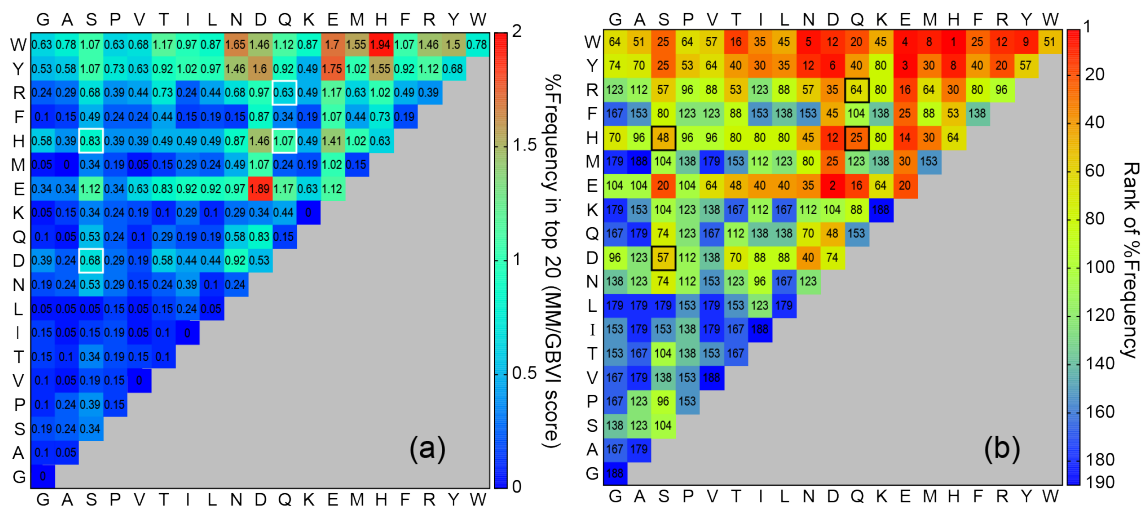 G A S P V T I L N D Q K E M H F R Y W
W 0.63 0.78 1.07 0.63 0.68 1.17 0.97 0.87 1.65 1.46 1.12 0.87 1.7 1.55 1.94 1.07 1.46 1.5 0.78
Y 0.53 0.58 1.07 0.73 0.63 0.92 1.02 0.97 1.46 1.6 0.92 0.49 1.75 1.02 1.55 0.92 1.12 0.68
R 0.24 0.29 0.68 0.39 0.44 0.73 0.24 0.44 0.68 0.97 0.63 0.49 1.17 0.63 1.02 0.49 0.39
F 0.1 0.15 0.49 0.24 0.24 0.44 0.15 0.19 0.15 0.87 0.34 0.19 1.07 0.44 0.73 0.19
H 0.58 0.39 0.83 0.39 0.39 0.49 0.49 0.49 0.87 1.46 1.07 0.49 1.41 1.02 0.63
M 0.05 0 0.34 0.19 0.05 0.15 0.29 0.24 0.49 1.07 0.24 0.19 1.02 0.15
E 0.34 0.34 1.12 0.34 0.63 0.83 0.92 0.92 0.97 1.89 1.17 0.63 1.12
K 0.05 0.15 0.34 0.24 0.19 0.1 0.29 0.1 0.29 0.34 0.44 0
Q 0.1 0.05 0.53 0.24 0.1 0.29 0.19 0.19 0.58 0.83 0.15
D 0.39 0.24 0.68 0.29 0.19 0.58 0.44 0.44 0.92 0.53
N 0.19 0.24 0.53 0.29 0.15 0.24 0.39 0.1 0.24
L 0.05 0.05 0.05 0.15 0.05 0.15 0.24 0.05
I 0.15 0.05 0.15 0.19 0.05 0.1 0
T 0.15 0.1 0.34 0.19 0.15 0.1
V 0.1 0.05 0.19 0.15 0
P 0.1 0.24 0.39 0.15
S 0.19 0.24 0.34
A 0.1 0.05
G 0
G A S P V T I L N D Q K E M H F R Y W
(a)
2
1
0
%Frequency in top 20 (MM/GBVI score)
G A S P V T I L N D Q K E M H F R Y W
W 64 51 25 64 57 16 35 45 5 12 20 45 4 8 1 25 12 9 51
Y 74 70 25 53 64 40 30 35 12 6 40 80 3 30 8 40 20 57
R 123 112 57 96 88 53 123 88 57 35 64 80 16 64 30 80 96
F 167 153 80 123 123 88 153 138 153 45 104 138 25 88 53 138
H 70 96 48 96 96 80 80 80 45 12 25 80 14 30 64
M 179 188 104 138 179 153 112 123 80 25 123 138 30 153
E 104 104 20 104 64 48 40 40 35 2 16 64 20
K 179 153 104 123 138 167 112 167 112 104 88 188
Q 167 179 74 123 167 112 138 138 70 48 153
D 96 123 57 112 138 70 88 88 40 74
N 138 123 74 112 153 123 96 167 123
L 179 179 179 153 179 153 123 179
I 153 179 153 138 179 167 188
T 153 167 104 138 153 167
V 167 179 138 153 188
P 167 123 96 153
S 138 123 104
A 167 179
G 188
G A S P V T I L N D Q K E M H F R Y W
(b)
1
20
40
60
80
100
120
140
160
170
190
Rank of %Frequency